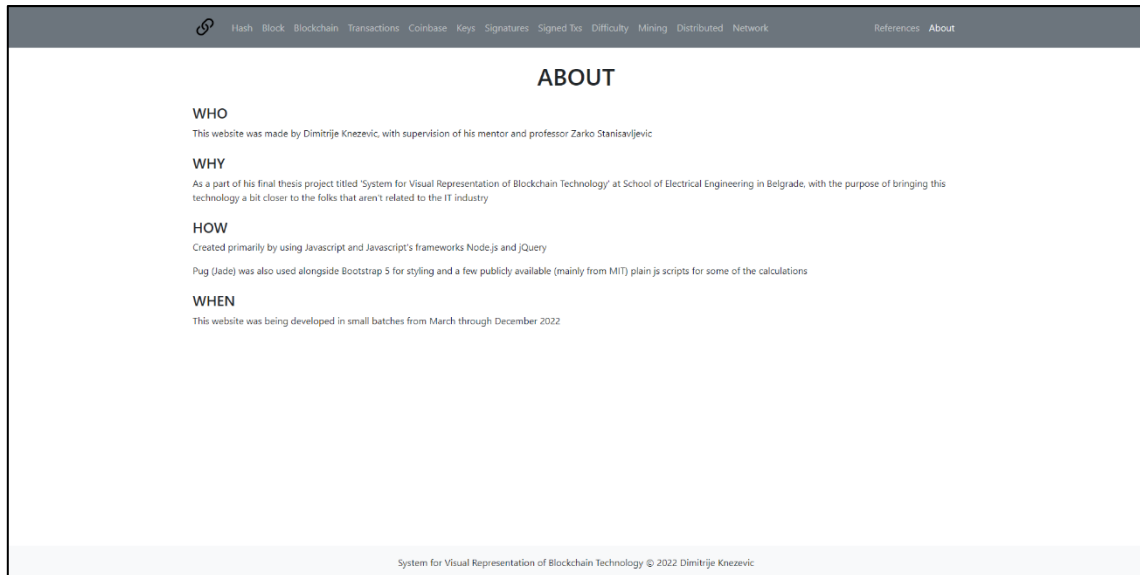 Hash Block Blockchain Transactions Coinbase Keys Signatures Signed Txs Difficulty Mining Distributed Network References About
ABOUT
WHO
This website was made by Dimitrije Knezevic, with supervision of his mentor and professor Zarko Stanisavljevic
WHY
As a part of his final thesis project titled 'System for Visual Representation of Blockchain Technology' at School of Electrical Engineering in Belgrade, with the purpose of bringing this
technology a bit closer to the folks that aren't related to the IT industry
HOW
Created primarily by using Javascript and Javascript's frameworks Node.js and jQuery
Pug (Jade) was also used alongside Bootstrap 5 for styling and a few publicly available (mainly from MIT) plain js scripts for some of the calculations
WHEN
This website was being developed in small batches from March through December 2022
System for Visual Representation of Blockchain Technology © 2022 Dimitrije Knezevic